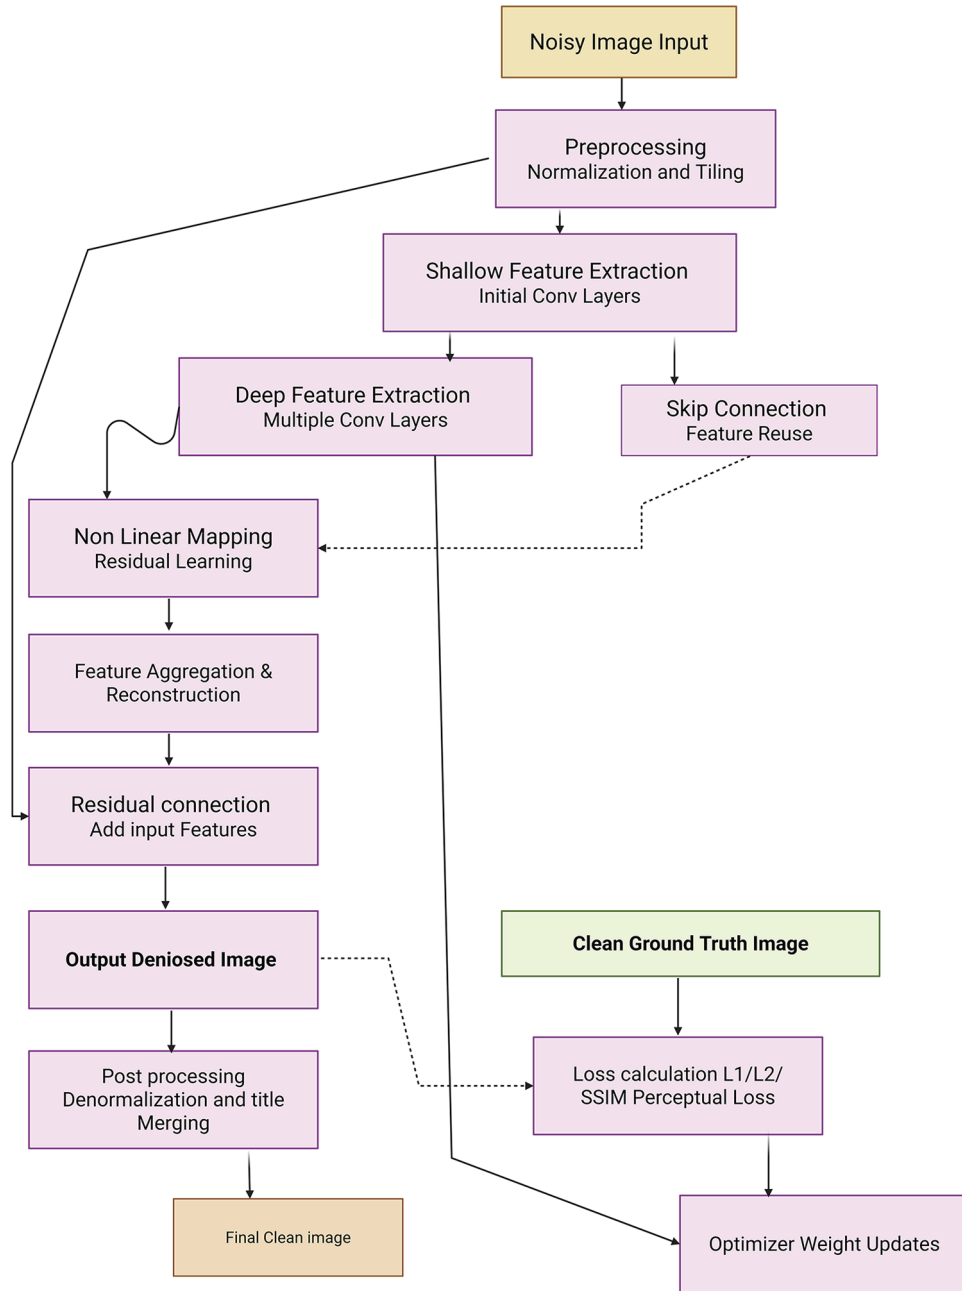 Noisy Image Input
Preprocessing
Normalization and Tiling
Shallow Feature Extraction
Initial Conv Layers
Deep Feature Extraction
Multiple Conv Layers
Skip Connection
Feature Reuse
Non Linear Mapping
Residual Learning
Feature Aggregation &
Reconstruction
Residual connection
Add input Features
Output Deniosed Image
Clean Ground Truth Image
Post processing
Denormalization and title
Merging
Loss calculation L1/L2/
SSIM Perceptual Loss
Final Clean image
Optimizer Weight Updates